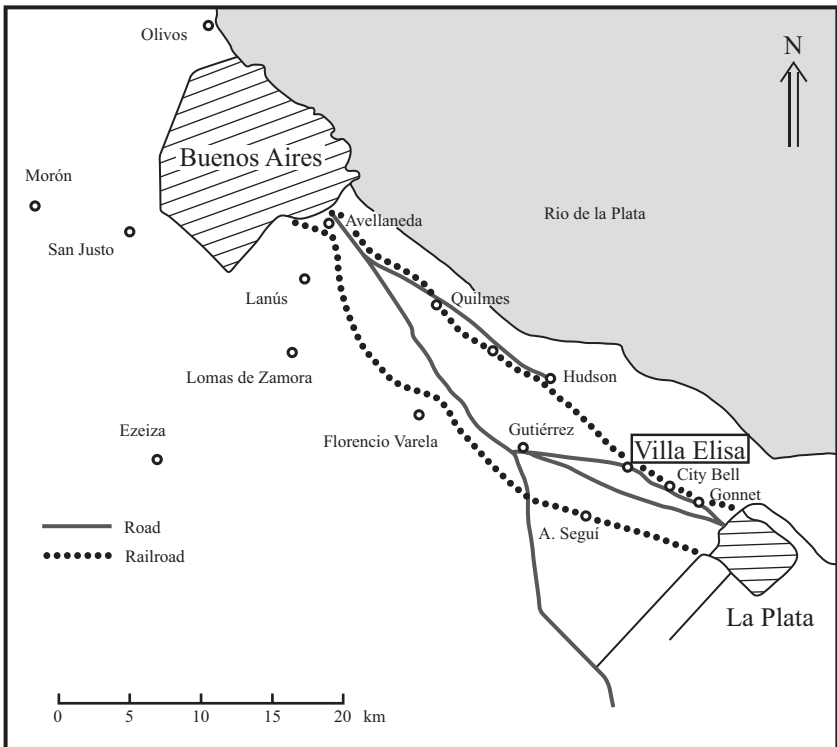 Olivos
N
Buenos Aires
Morón
San Justo
Avellaneda
Rio de la Plata
Lanús
Quilmes
Lomas de Zamora
Hudson
Ezeiza
Florencio Varela
Gutiérrez
Villa Elisa
City Bell
Gonnet
Road
Railroad
A. Seguí
La Plata
0 5 10 15 20 km